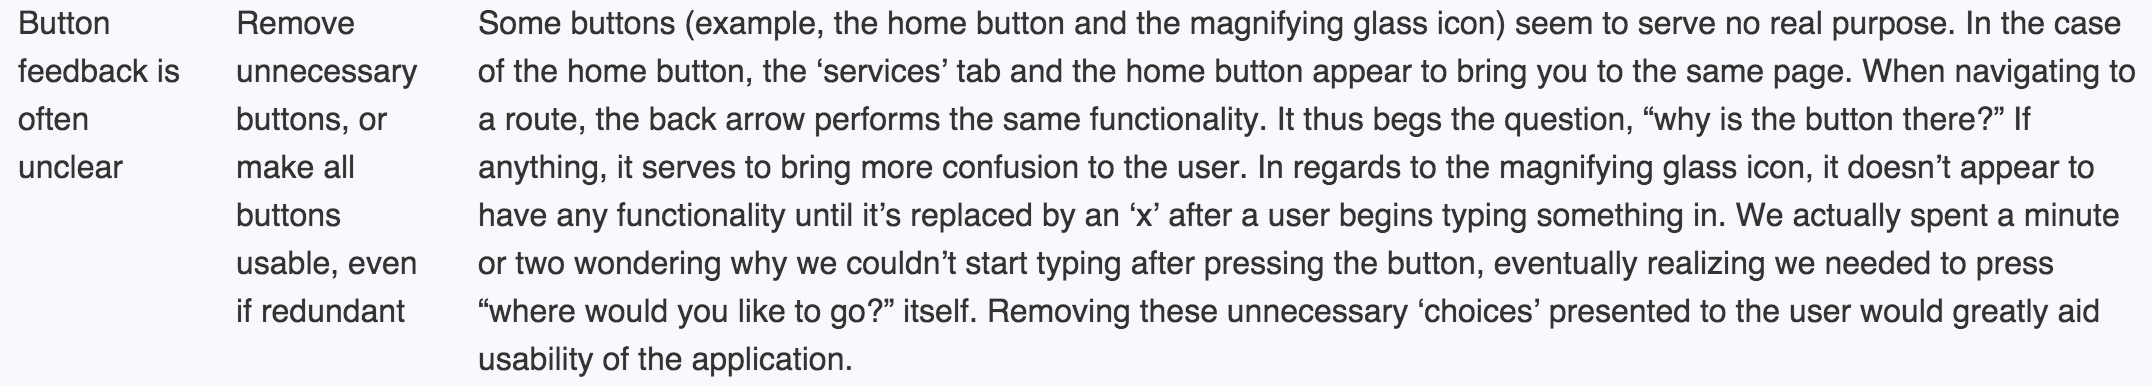 Button
feedback is
often
unclear
Remove
unnecessary
buttons, or
make all
buttons
usable, even
if redundant
Some buttons (example, the home button and the magnifying glass icon) seem to serve no real purpose. In the case
of the home button, the ‘services’ tab and the home button appear to bring you to the same page. When navigating to
a route, the back arrow performs the same functionality. It thus begs the question, “why is the button there?” If
anything, it serves to bring more confusion to the user. In regards to the magnifying glass icon, it doesn’t appear to
have any functionality until it’s replaced by an ‘x’ after a user begins typing something in. We actually spent a minute
or two wondering why we couldn’t start typing after pressing the button, eventually realizing we needed to press
“where would you like to go?” itself. Removing these unnecessary ‘choices’ presented to the user would greatly aid
usability of the application.